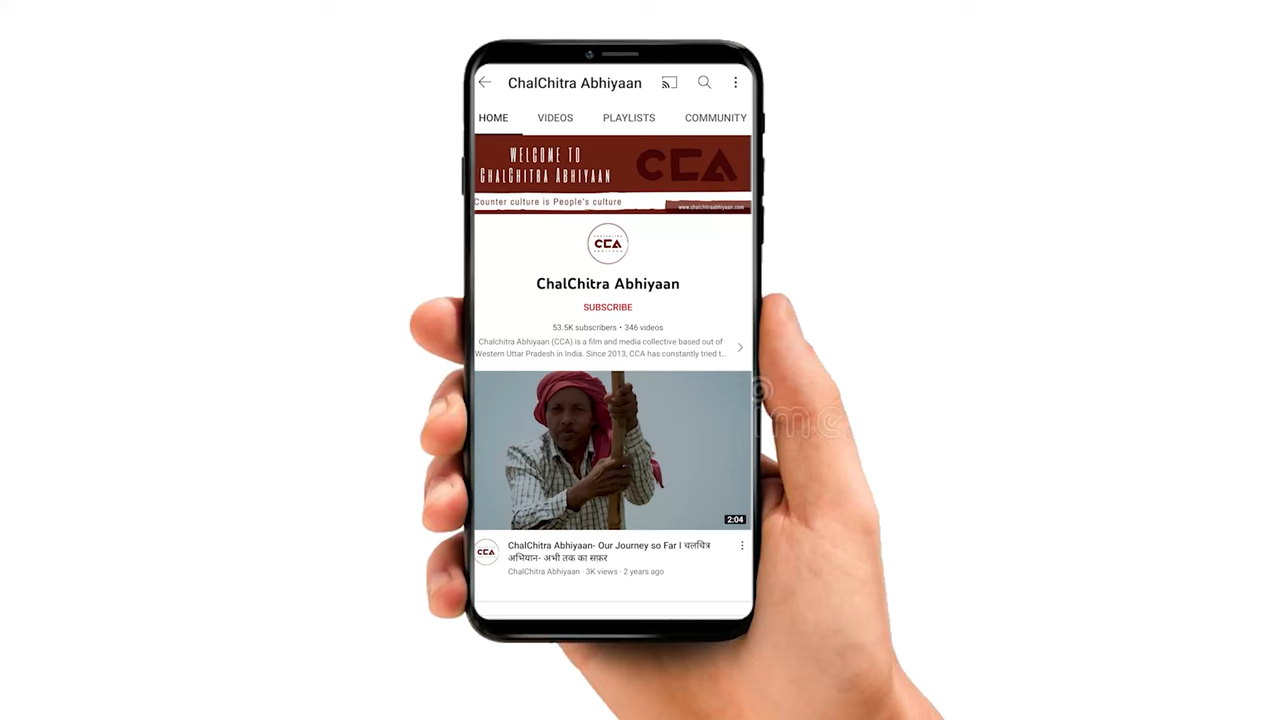 ChalChitra Abhiyaan
HOME VIDEOS PLAYLISTS COMMUNITY
WELCOME TO
CHALCHITRA ABHIYAAN
CCA
Counter culture is People's culture
www.chalchitraabhiyaan.com
CCA
ChalChitra Abhiyaan
SUBSCRIBE
53.5K subscribers • 346 videos
Chalchitra Abhiyaan (CCA) is a film and media collective based out of
Western Uttar Pradesh in India. Since 2013, CCA has constantly tried t...
2:04
CCA
ChalChitra Abhiyaan- Our Journey so Far I चलचित्र
अभियान- अभी तक का सफ़र
ChalChitra Abhiyaan · 3K views · 2 years ago